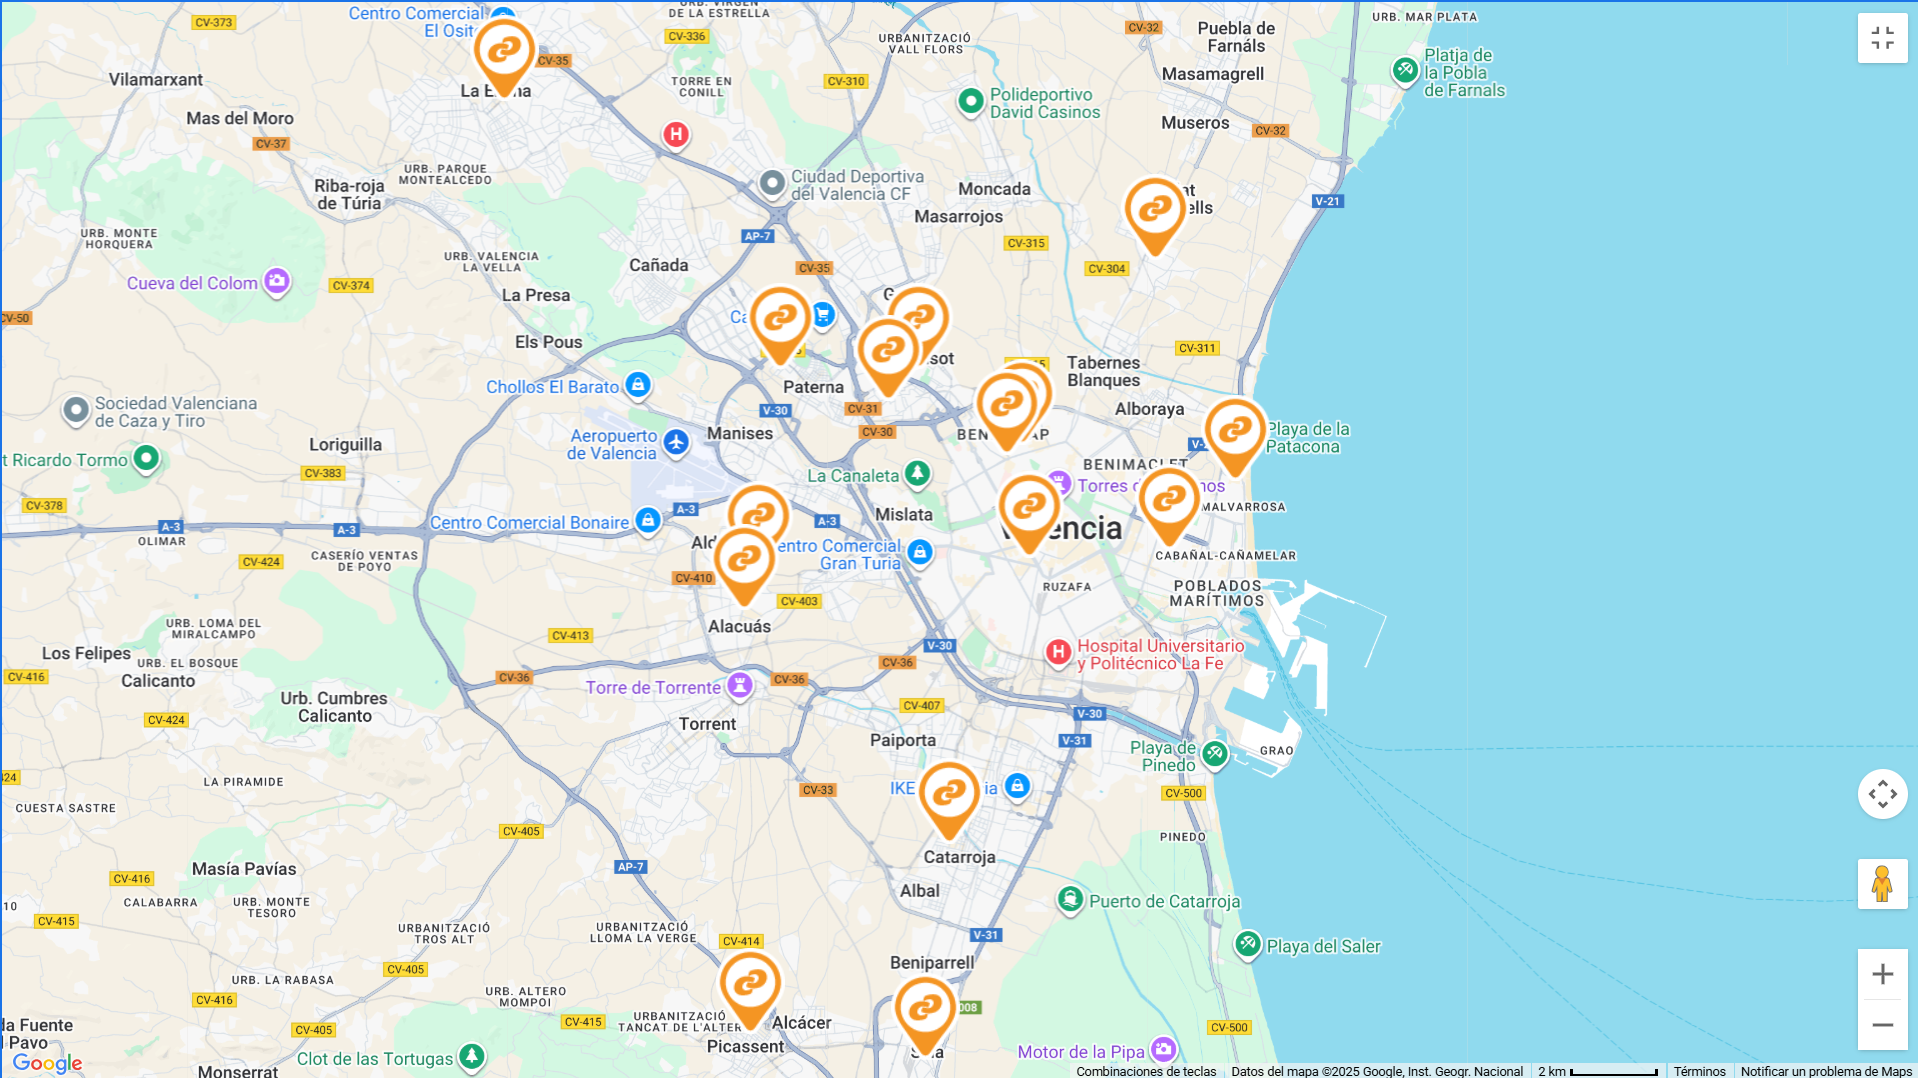 CV-373
Centro Comercial
El Osito
URB. VIRGEN
DE LA ESTRELLA
CV-336
URBANITZACIÓ
VALL FLORS
CV-32
Puebla de
Farnáls
URB. MAR PLATA
Platja de
la Pobla
de Farnals
Vilamarxant
CV-35
TORRE EN
CONILL
CV-310
Masamagrell
La E
na
Polideportivo
David Casinos
Mas del Moro
CV-37
H
Museros
CV-32
URB. PARQUE
MONTEALCEDO
Riba-roja
de Túria
Ciudad Deportiva
del Valencia CF
Moncada
Masarrojos
at
ells
V-21
URB. MONTE
HORQUERA
AP-7
CV-315
URB. VALENCIA
LA VELLA
Cañada
CV-35
CV-304
Cueva del Colom
CV-374
La Presa
G
CV-50
Ca
Els Pous
CV-311
sot
Tabernes
Blanques
Chollos El Barato
Paterna
Sociedad Valenciana
de Caza y Tiro
V-30
CV-31
Alboraya
Loriguilla
Aeropuerto
de Valencia
Manises
CV-30
BEN
AP
V-
Playa de la
Patacona
t Ricardo Tormo
CV-383
La Canaleta
BENIMACLET
Torres d
nos
CV-378
A-3
A-3
A-3
Centro Comercial Bonaire
A-3
Mislata
MALVARROSA
OLIMAR
Ald
V
encia
CASERÍO VENTAS
DE POYO
CV-424
entro Comercial
Gran Turia
CABAÑAL-CAÑAMELAR
CV-410
CV-403
RUZAFA
POBLADOS
MARÍTIMOS
URB. LOMA DEL
MIRALCAMPO
CV-413
Alacuás
V-30
H
Hospital Universitario
y Politécnico La Fe
Los Felipes
URB. EL BOSQUE
Calicanto
CV-416
CV-36
CV-36
CV-36
Torre de Torrente
Urb. Cumbres
Calicanto
CV-424
CV-407
V-30
Torrent
Paiporta
V-31
Playa de
Pinedo
GRAO
424
LA PIRAMIDE
CV-33
IKE
ia
CV-500
CUESTA SASTRE
CV-405
PINEDO
Masía Pavías
AP-7
Catarroja
CV-416
Albal
CALABARRA
URB. MONTE
TESORO
10
CV-415
URBANITZACIÓ
TROS ALT
URBANITZACIÓ
LLOMA LA VERGE
CV-414
V-31
Puerto de Catarroja
Playa del Saler
CV-405
Beniparrell
URB. LA RABASA
CV-416
URB. ALTERO
MOMPOI
008
URBANITZACIÓ
TANCAT DE L'ALTER
Alcácer
CV-405
CV-415
CV-500
da Fuente
l Pavo
Picassent
S
a
Motor de la Pipa
Clot de las Tortugas
Monserrat
Google
Combinaciones de teclas
Datos del mapa ©2025 Google, Inst. Geogr. Nacional
2 km
Términos
Notificar un problema de Maps